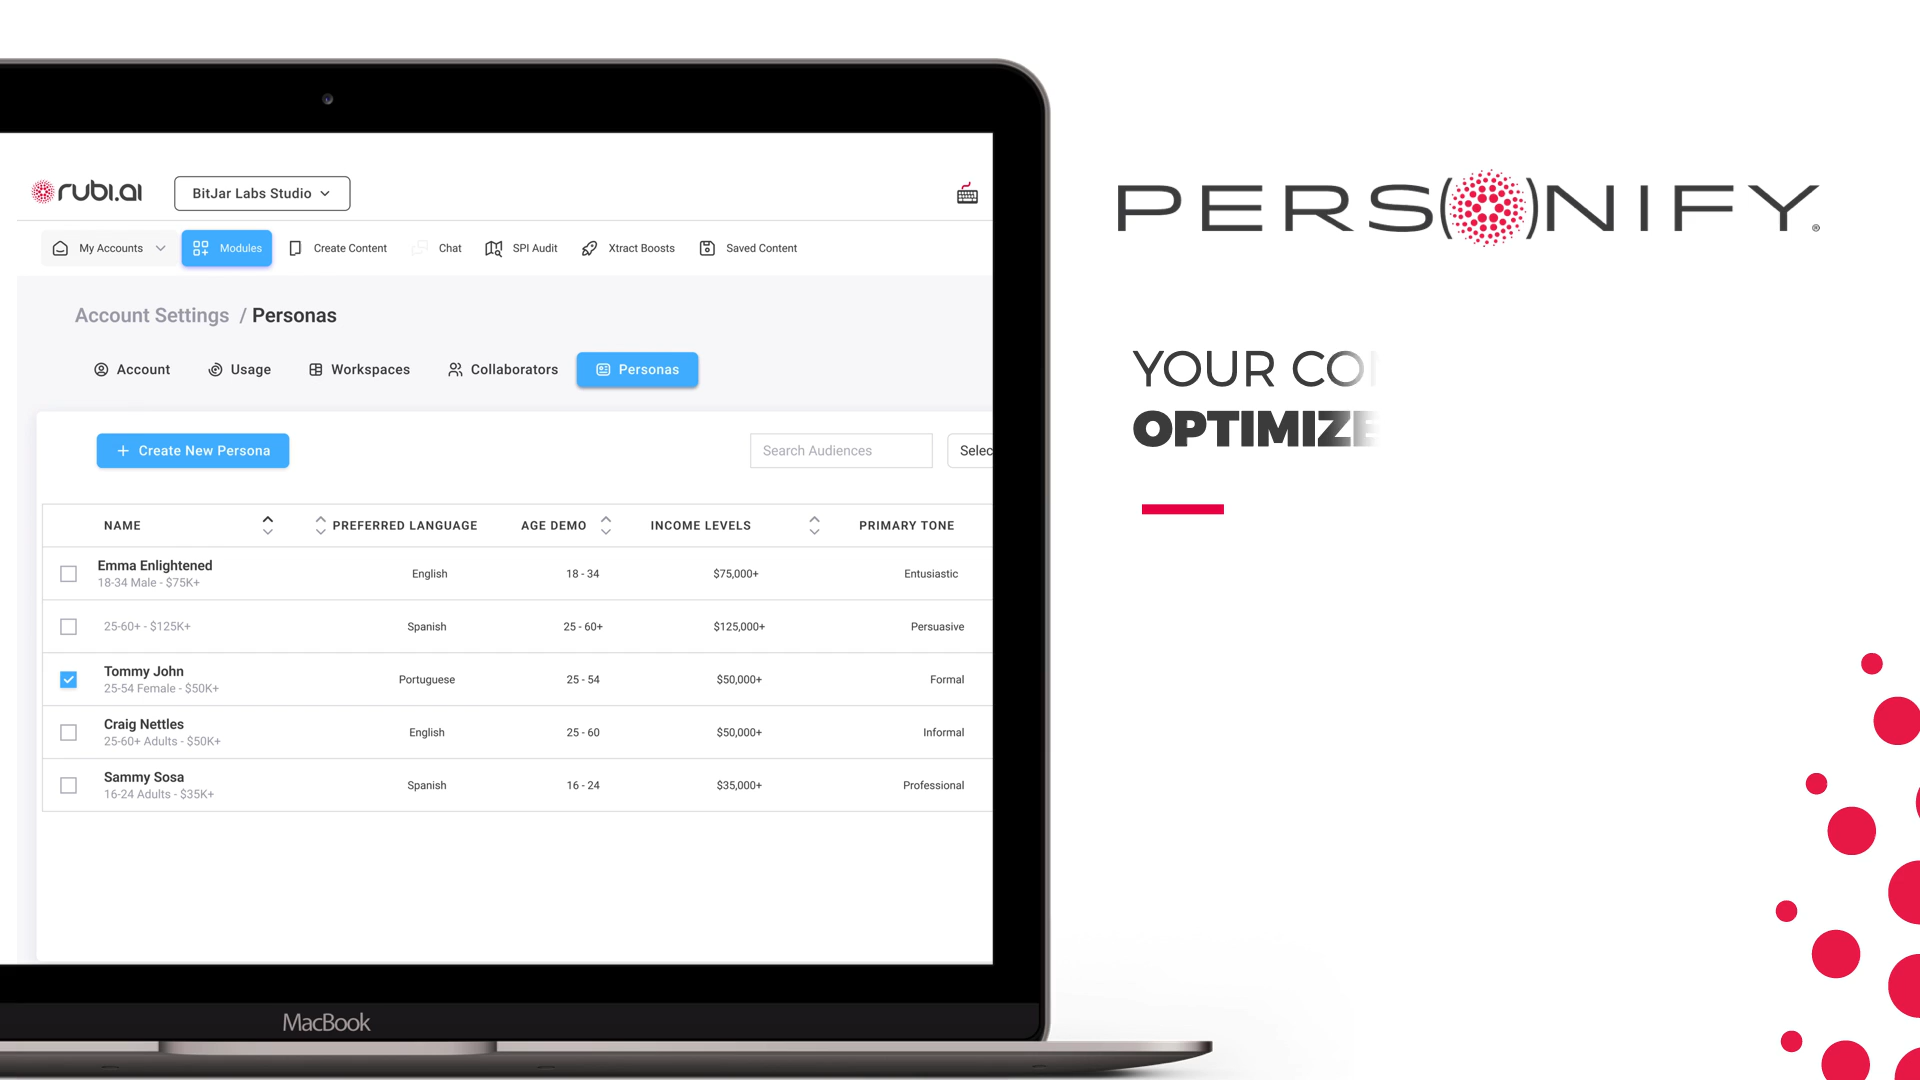 rubi.ai
BitJar Labs Studio
My Accounts Modules Create Content Chat SPI Audit Xtract Boosts Saved Content
Account Settings / Personas
Account Usage Workspaces Collaborators Personas
+ Create New Persona Search Audiences
NAME PREFERRED LANGUAGE AGE DEMO INCOME LEVELS PRIMARY TONE
Emma Enlightened
18-34 Male - $75K+ English 18 - 34 $75,000+ Entusiastic
25-60+ - $125K+ Spanish 25 - 60+ $125,000+ Persuasive
Tommy John
25-54 Female - $50K+ Portuguese 25 - 54 $50,000+ Formal
Craig Nettles
25-60+ Adults - $50K+ English 25 - 60 $50,000+ Informal
Sammy Sosa
16-24 Adults - $35K+ Spanish 16 - 24 $35,000+ Professional
MacBook
PERSONIFY®
YOUR
OPTIMIZE